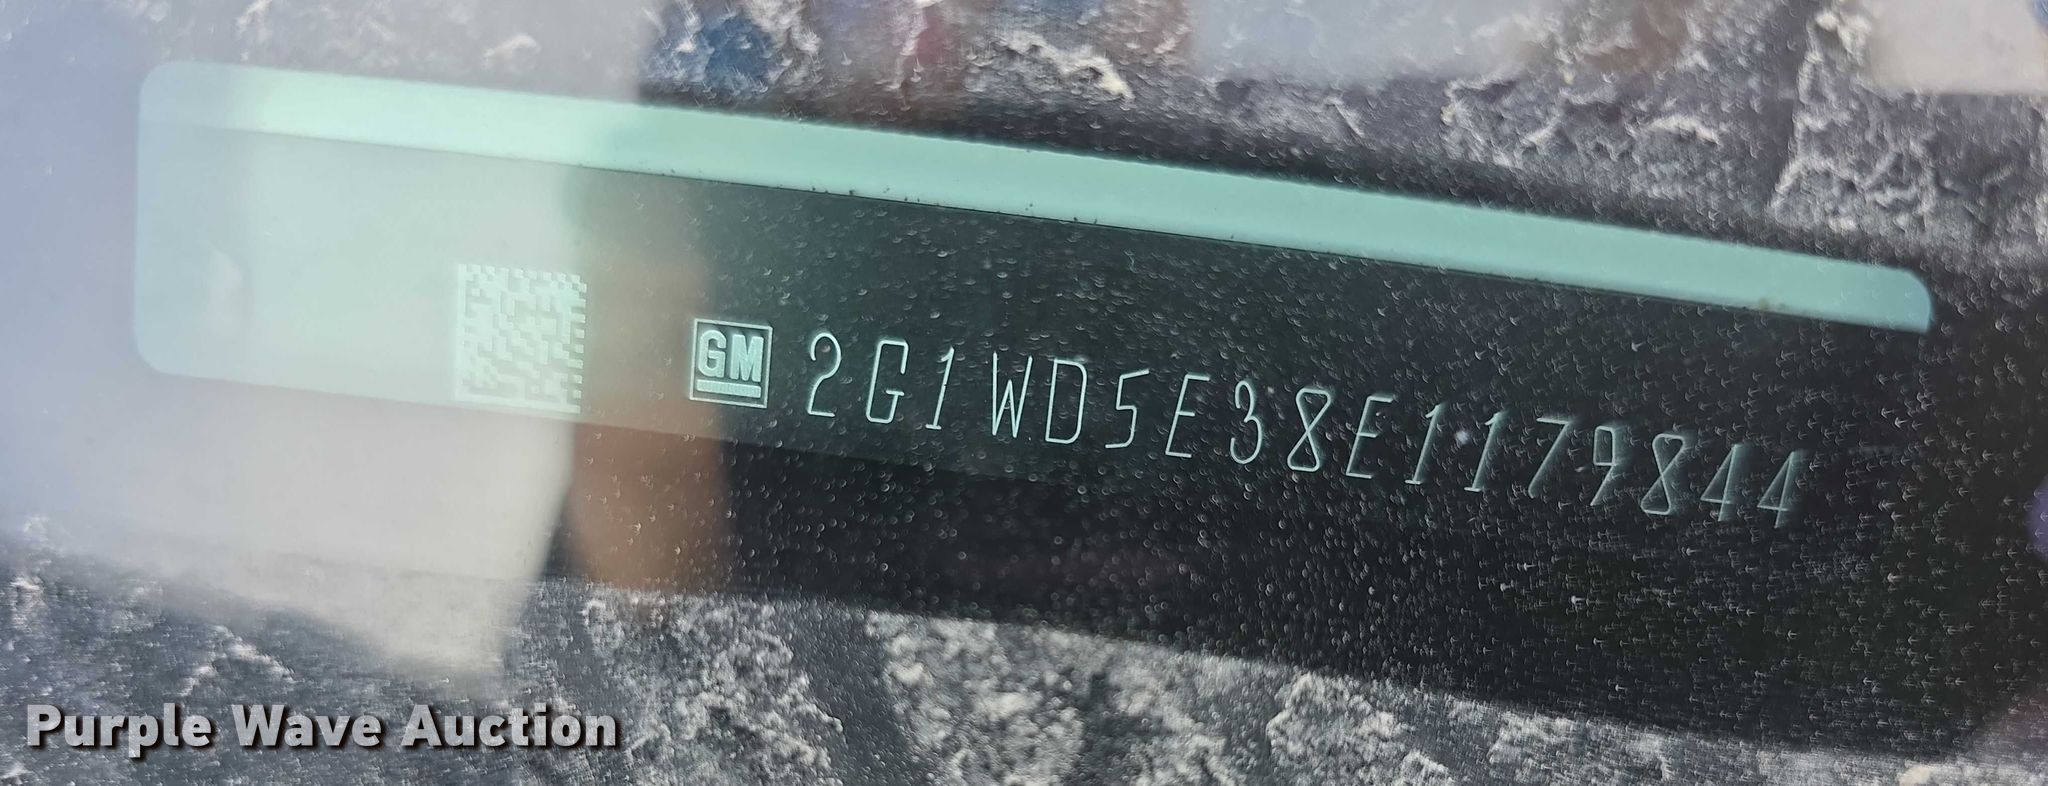 GM 2G1WD5E38E1179844
Purple Wave Auction